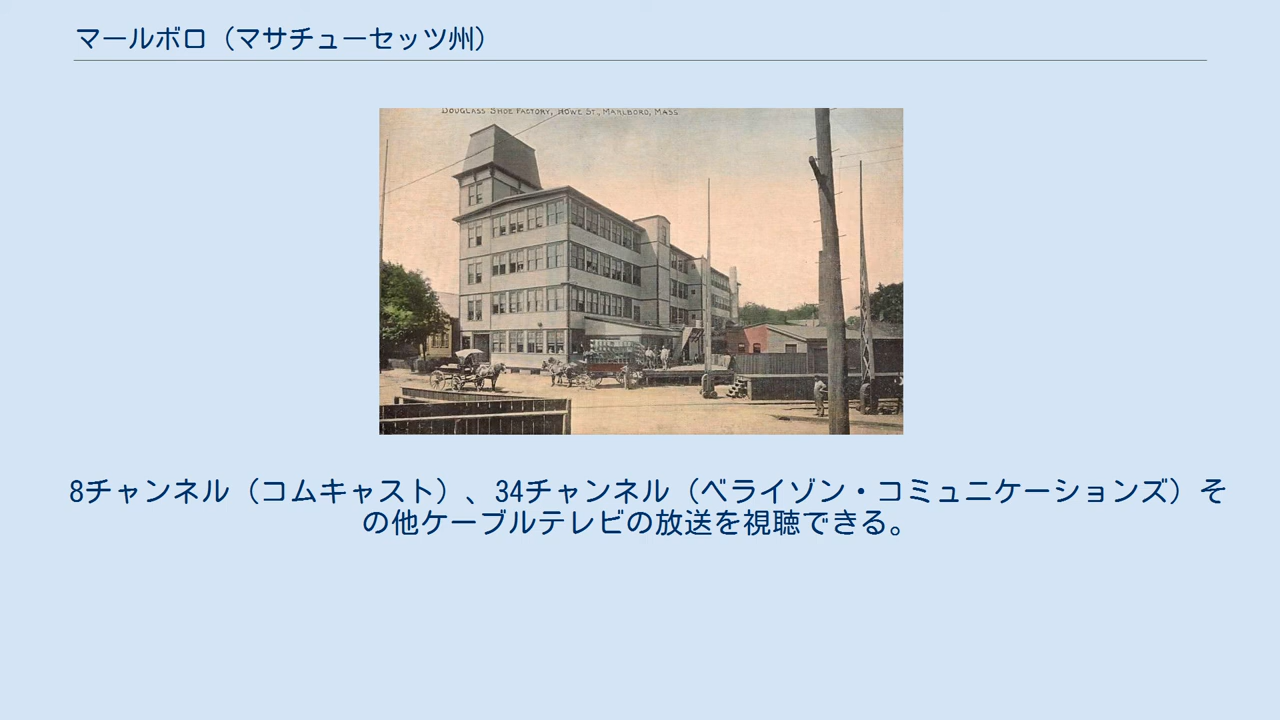 マールボロ（マサチューセッツ州）
DOUGLASS SHOE FACTORY, HOWE ST., MARLBORO, MASS.
8チャンネル（コムキャスト）、34チャンネル（ベライゾン・コミュニケーションズ）そ
の他ケーブルテレビの放送を視聴できる。